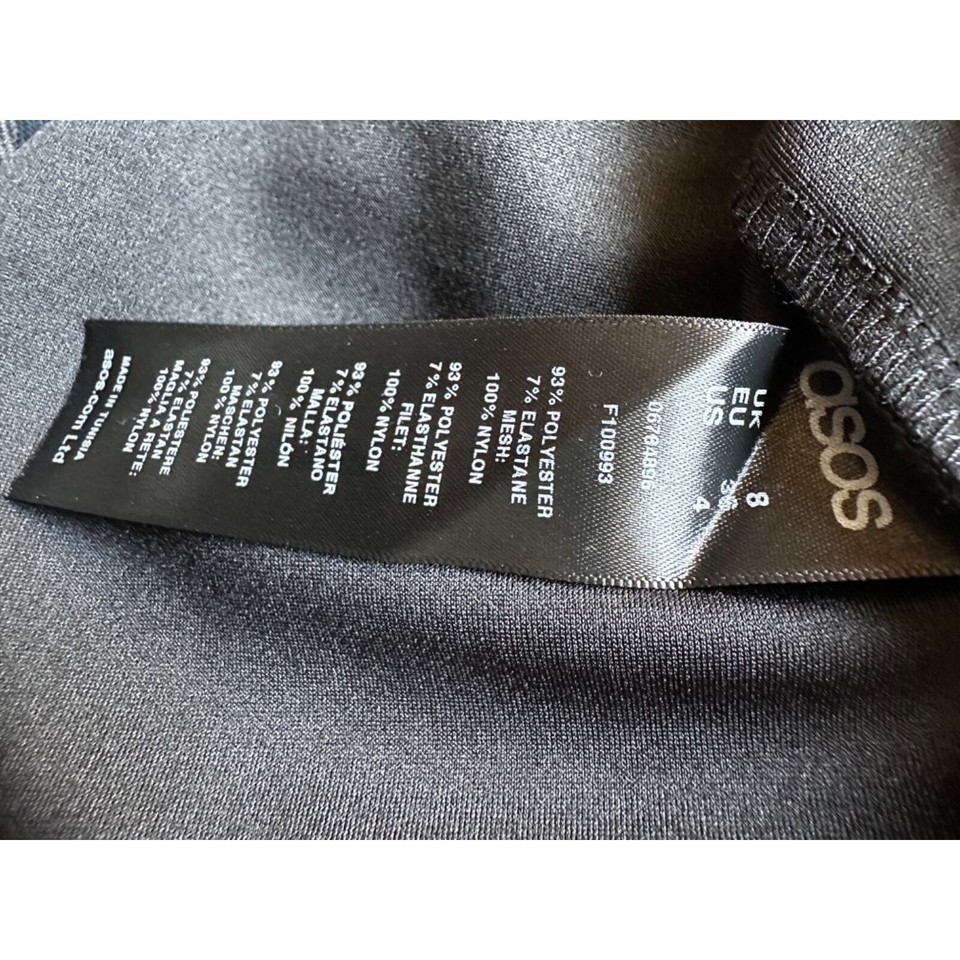 asos
UK 8
EU 36
US 4
F1009993
93% POLYESTER
7% ELASTANE
MESH:
100% NYLON
93% POLYESTER
7% ELASTHANNE
FILET:
100% NYLON
98% POLIÉSTER
7% ELASTANO
MALLA:
100% NILÓN
93% POLYESTER
7% ELASTAN
MASCHEN:
100% NYLON
93% POLIESTERE
7% ELASTAN
MAGLIA A RETE:
100% NYLON
MADE IN TUNISIA
asos.com Ltd